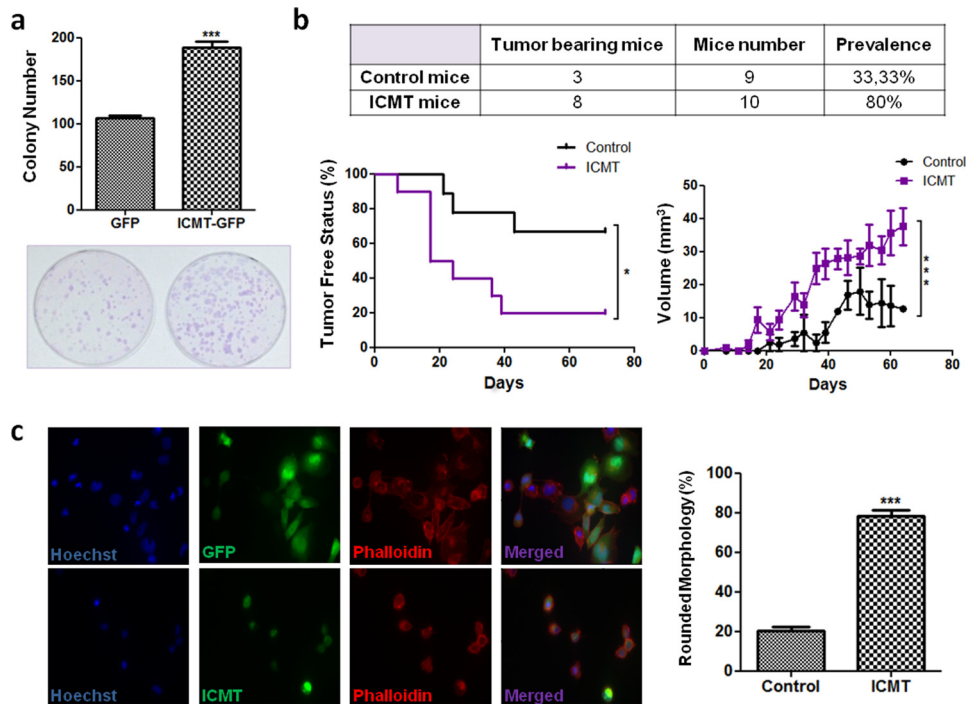 a
Colony Number
200
150
100
50
0
***
GFP
ICMT-GFP
b
Tumor bearing mice Mice number Prevalence
Control mice 3 9 33,33%
ICMT mice 8 10 80%
Tumor Free Status (%)
100
80
60
40
20
0 20 40 60 80
Days
Control
ICMT
*
Volume (mm³)
50
40
30
20
10
0
0 20 40 60 80
Days
Control
ICMT
***
c
Hoechst GFP Phalloidin Merged
Hoechst ICMT Phalloidin Merged
Rounded Morphology (%)
100
80
60
40
20
0
***
Control ICMT